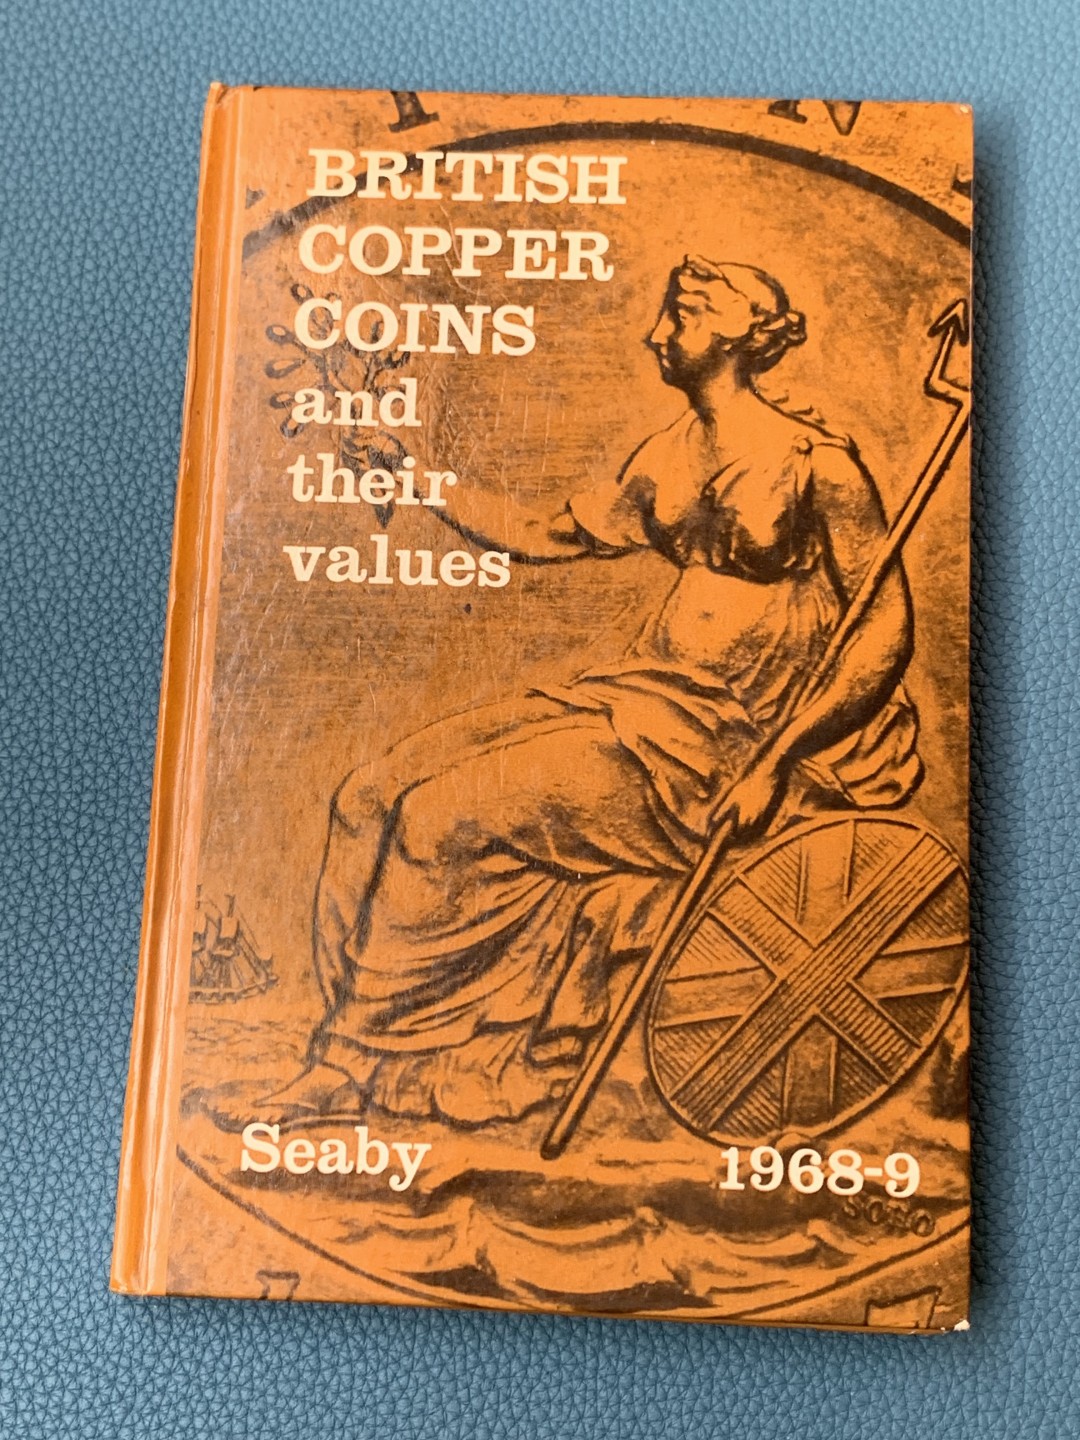 BRITISH
COPPER
COINS
and
their
values
Seaby 1968-9
SOHO